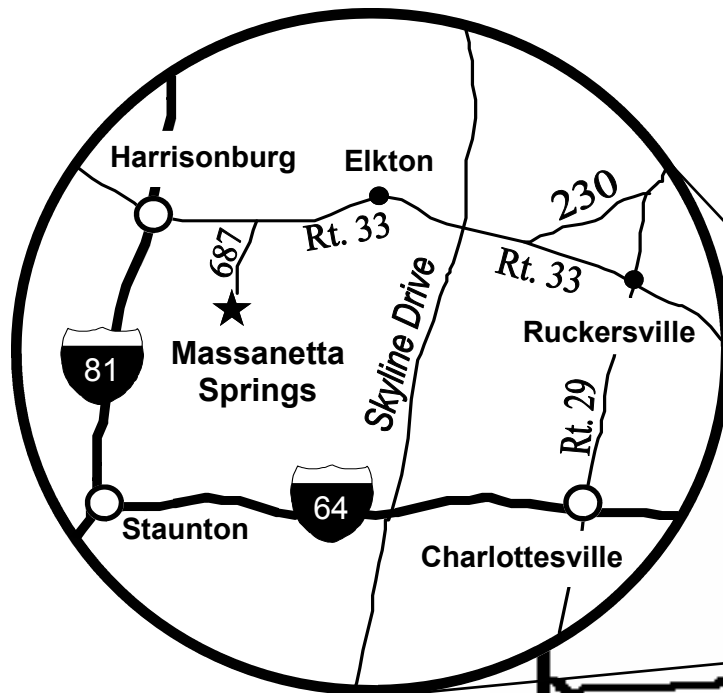 Harrisonburg
Elkton
230
687
Rt. 33
Rt. 33
Skyline Drive
Massanetta
Springs
Ruckersville
81
Rt. 29
64
Staunton
Charlottesville